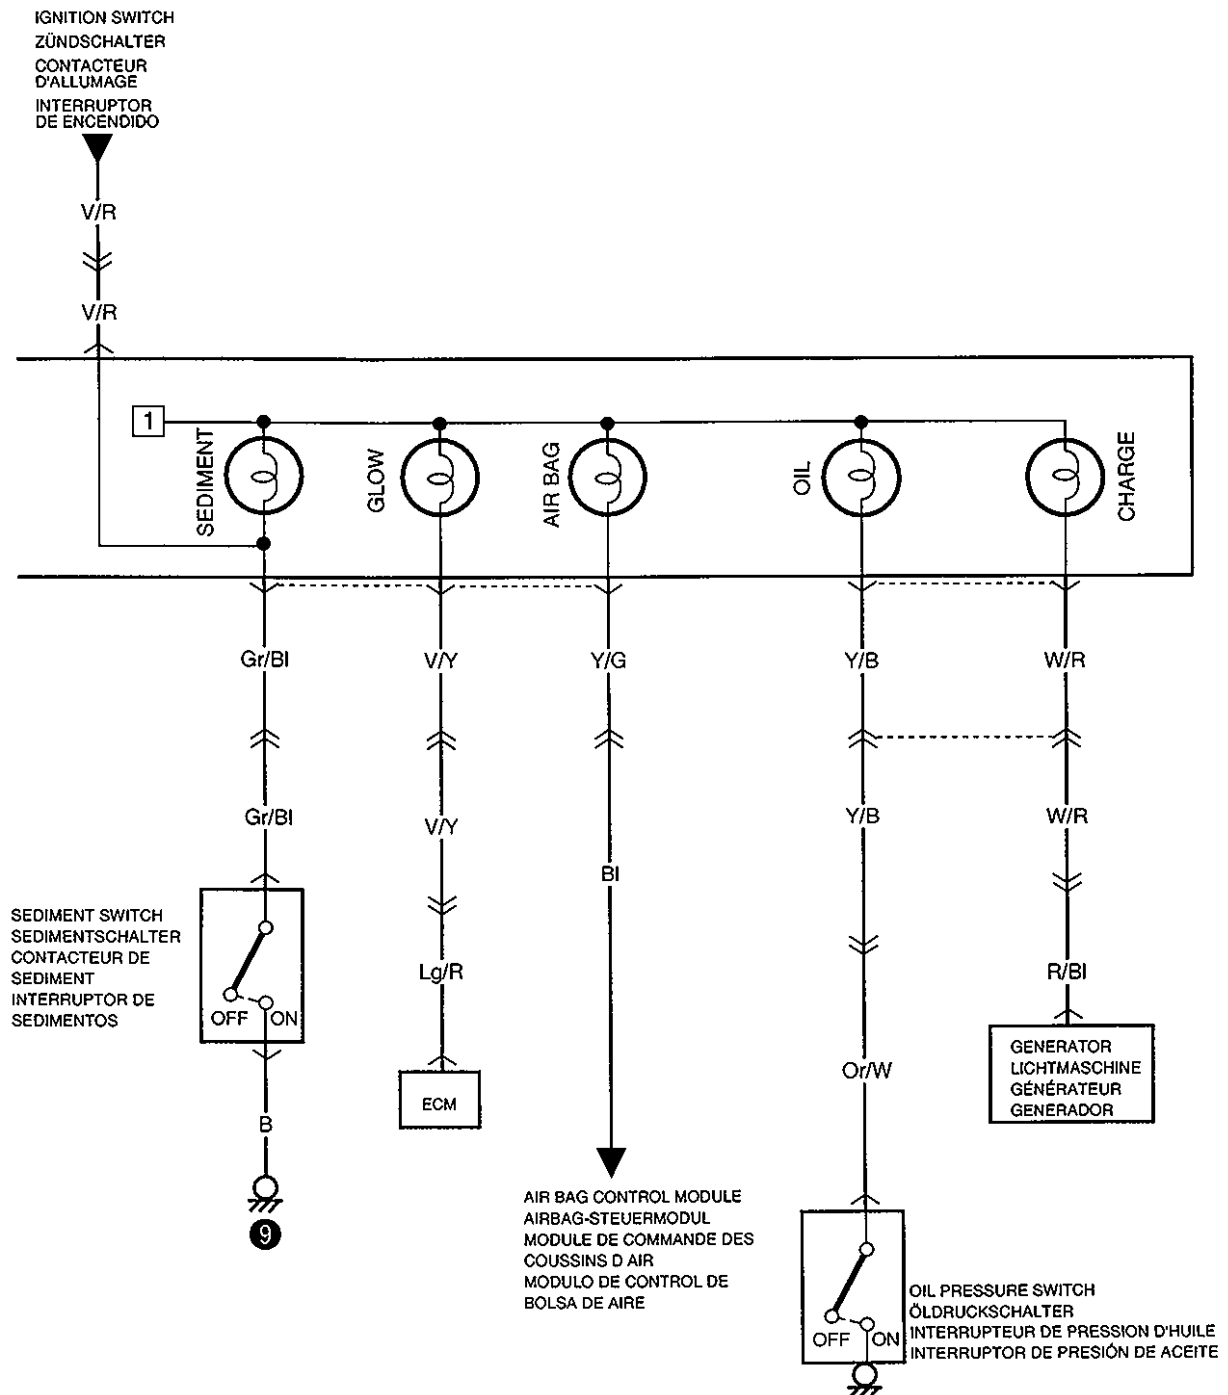 IGNITION SWITCH
ZÜNDSCHALTER
CONTACTEUR
D'ALLUMAGE
INTERRUPTOR
DE ENCENDIDO
V/R
V/R
1
SEDIMENT
GLOW
AIR BAG
OIL
CHARGE
Gr/Bl
V/Y
Y/G
Y/B
W/R
Gr/Bl
V/Y
Bl
Y/B
W/R
SEDIMENT SWITCH
SEDIMENTSCHALTER
CONTACTEUR DE
SEDIMENT
INTERRUPTOR DE
SEDIMENTOS
OFF ON
B
9
Lg/R
ECM
AIR BAG CONTROL MODULE
AIRBAG-STEUERMODUL
MODULE DE COMMANDE DES
COUSSINS D AIR
MODULO DE CONTROL DE
BOLSA DE AIRE
Or/W
R/Bl
GENERATOR
LICHTMASCHINE
GÉNÉRATEUR
GENERADOR
OFF ON
OIL PRESSURE SWITCH
ÖLDRUCKSCHALTER
INTERRUPTEUR DE PRESSION D'HUILE
INTERRUPTOR DE PRESIÓN DE ACEITE